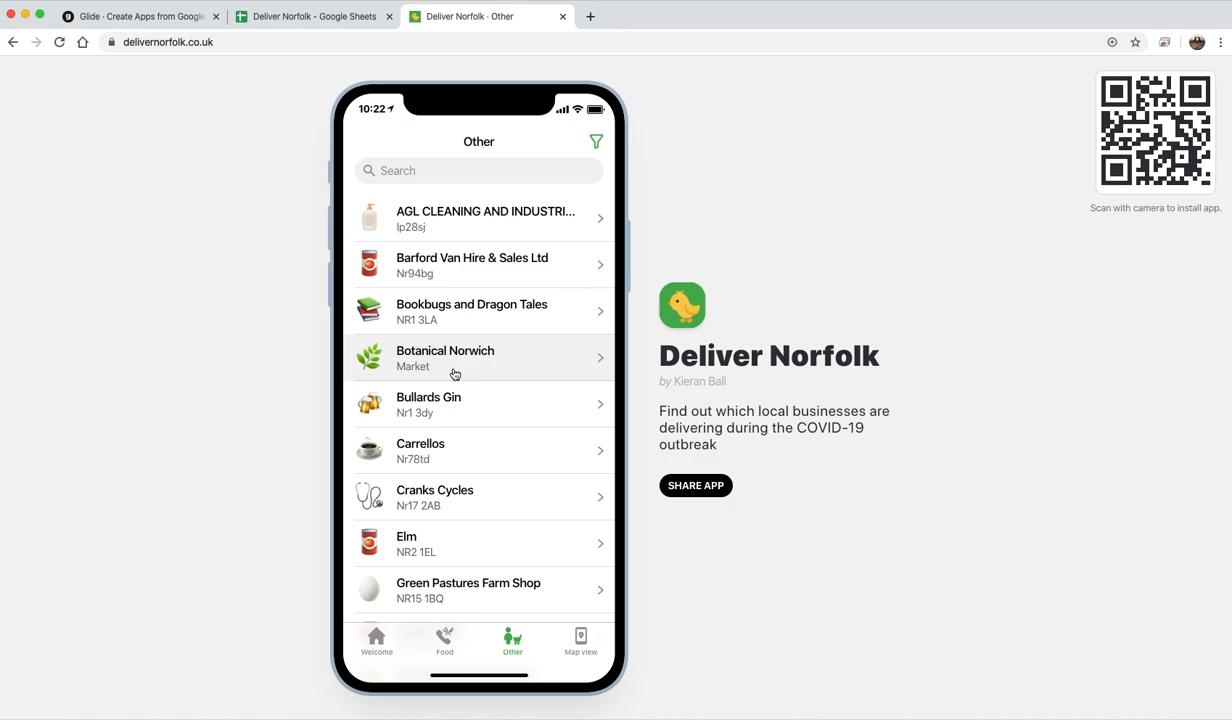 Glide · Create Apps from Google
Deliver Norfolk - Google Sheets
Deliver Norfolk · Other
delivernorfolk.co.uk
10:22
Other
Search
AGL CLEANING AND INDUSTRI...
Ip28sj
Barford Van Hire & Sales Ltd
Nr94bg
Bookbugs and Dragon Tales
NR1 3LA
Botanical Norwich
Market
Bullards Gin
Nr1 3dy
Carrellos
Nr78td
Cranks Cycles
Nr17 2AB
Elm
NR2 1EL
Green Pastures Farm Shop
NR15 1BQ
Welcome
Food
Other
Map view
Scan with camera to install app.
Deliver Norfolk
by Kieran Ball
Find out which local businesses are
delivering during the COVID-19
outbreak
SHARE APP